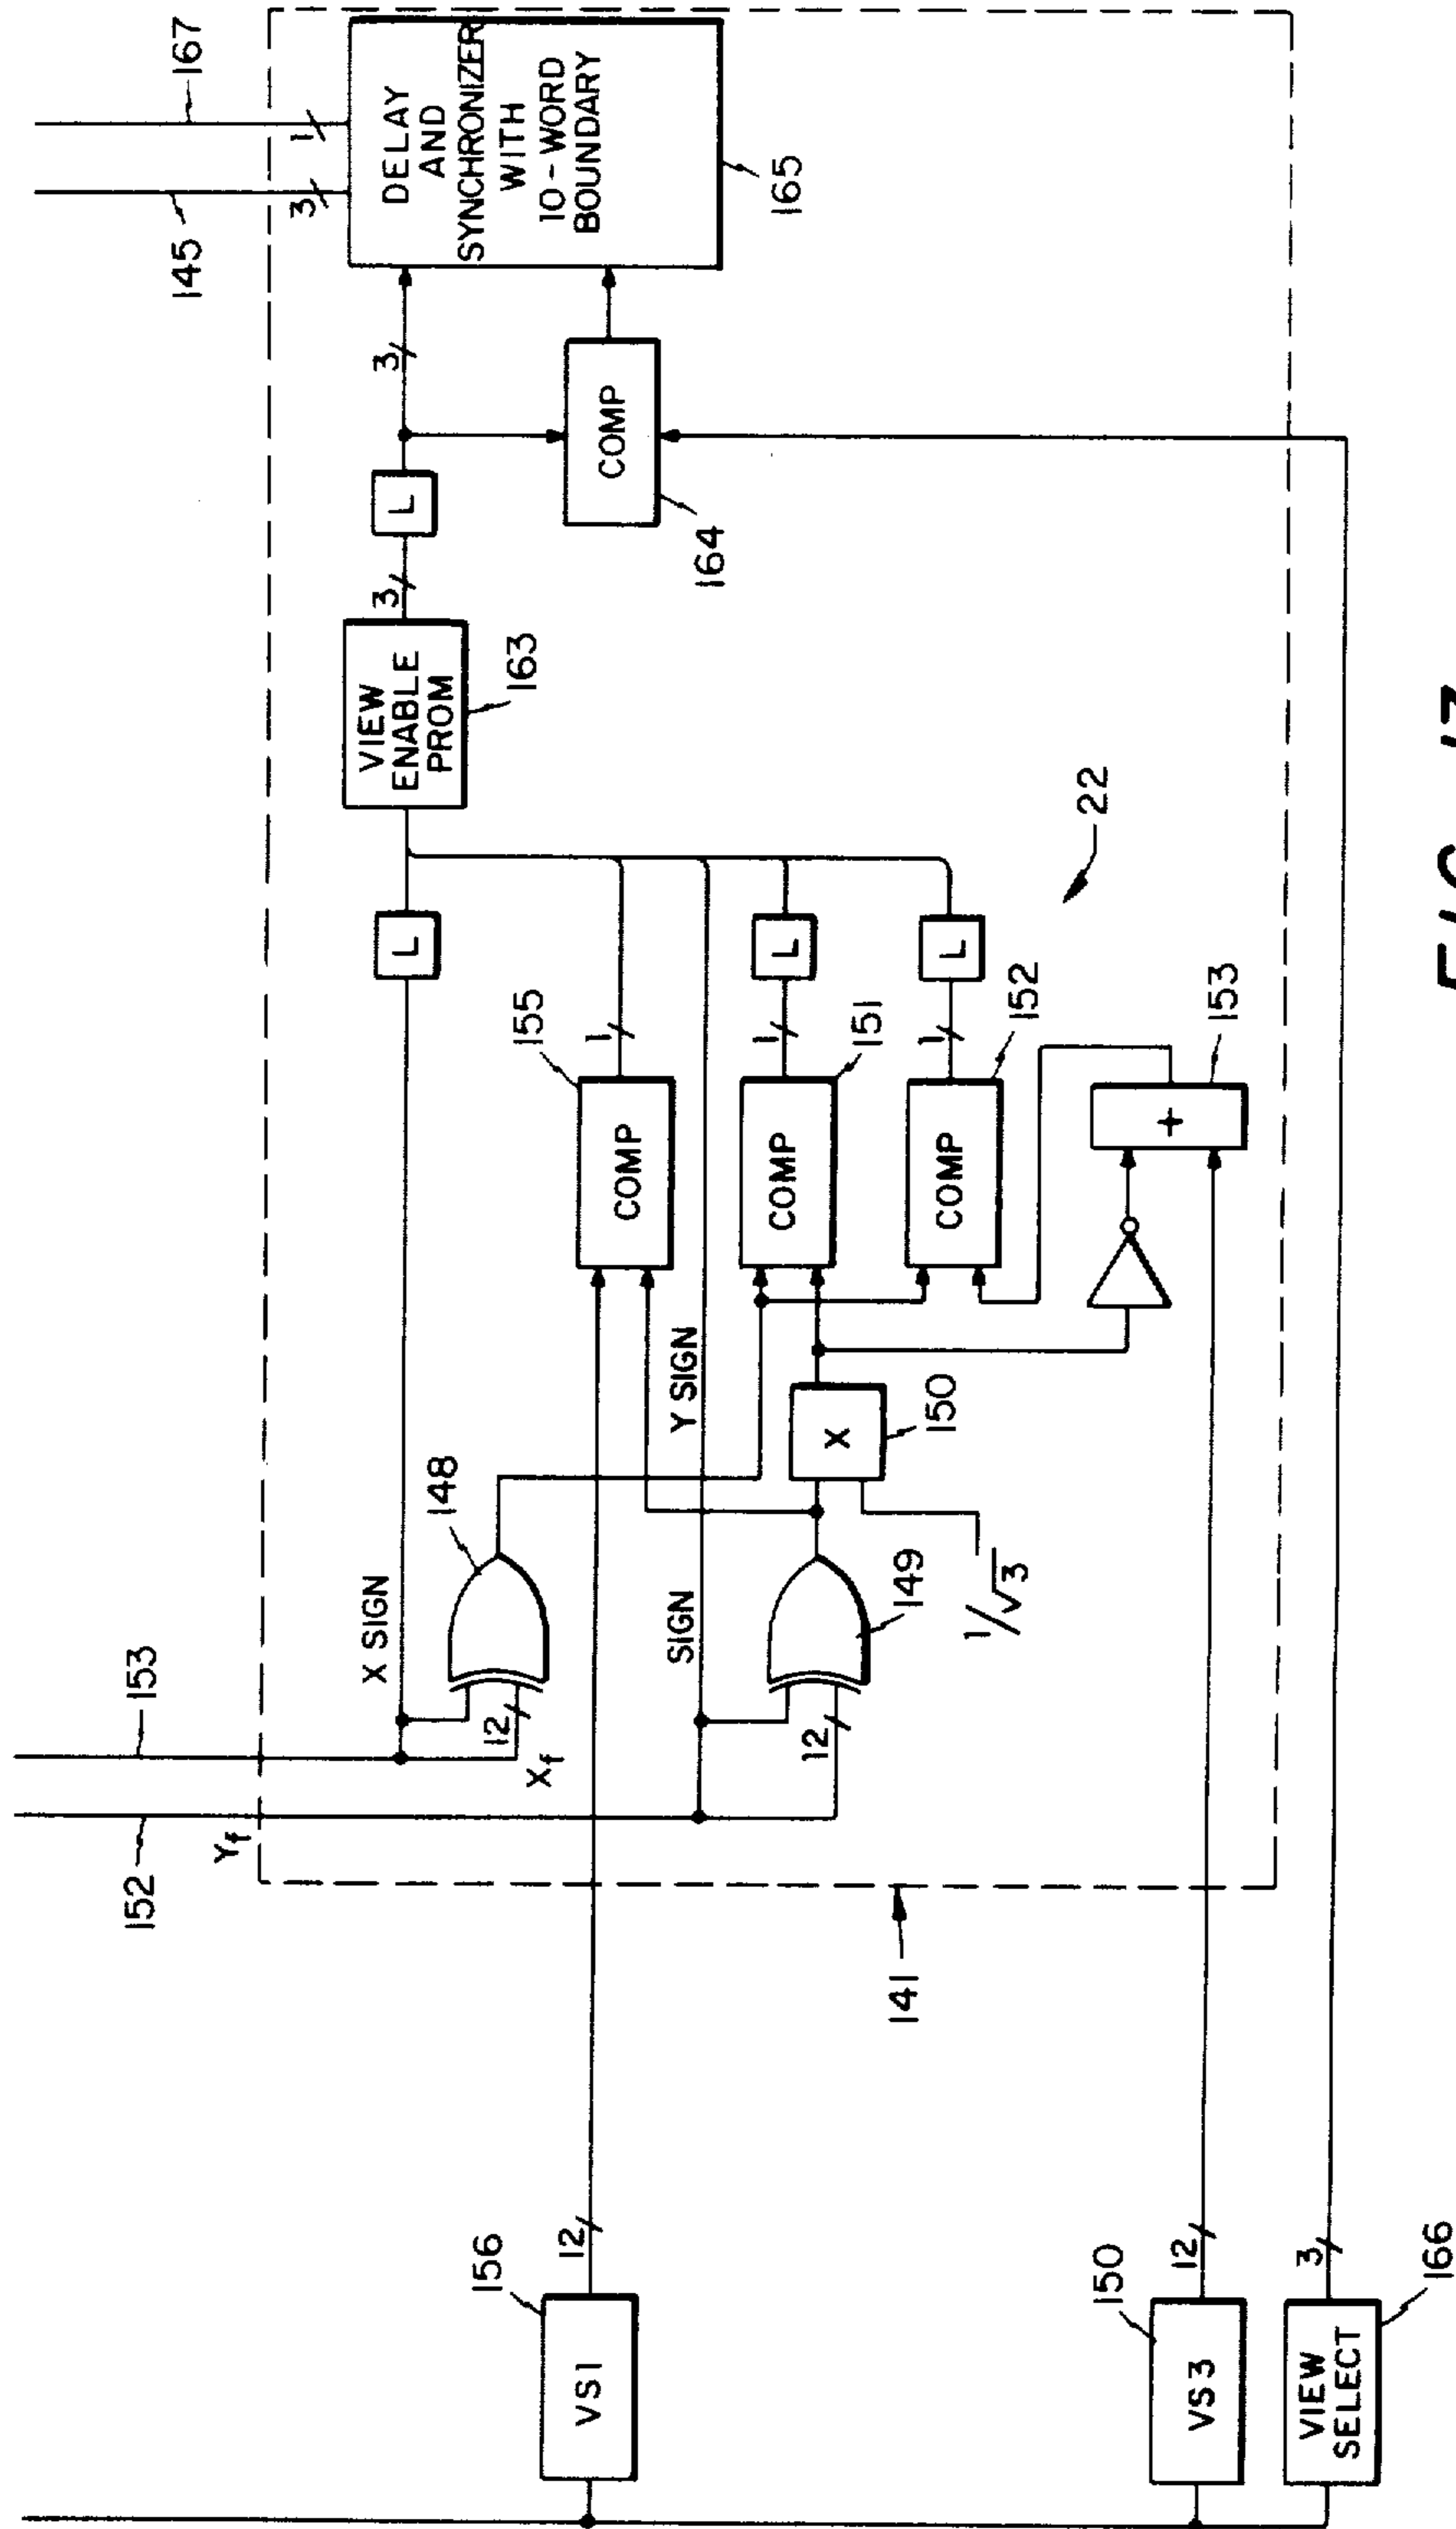 167
1
3
145
DELAY
AND
SYNCHRONIZER
WITH
10-WORD
BOUNDARY
165
3
L
COMP
164
3
VIEW
ENABLE
PROM
163
22
L
L
L
155
1
COMP
151
1
COMP
152
1
COMP
153
+
X SIGN
148
12
Xf
153
152
Yf
Y SIGN
SIGN
12
149
X
150
1/√3
141
156
VS1
12
150
VS3
12
VIEW
SELECT
3
166